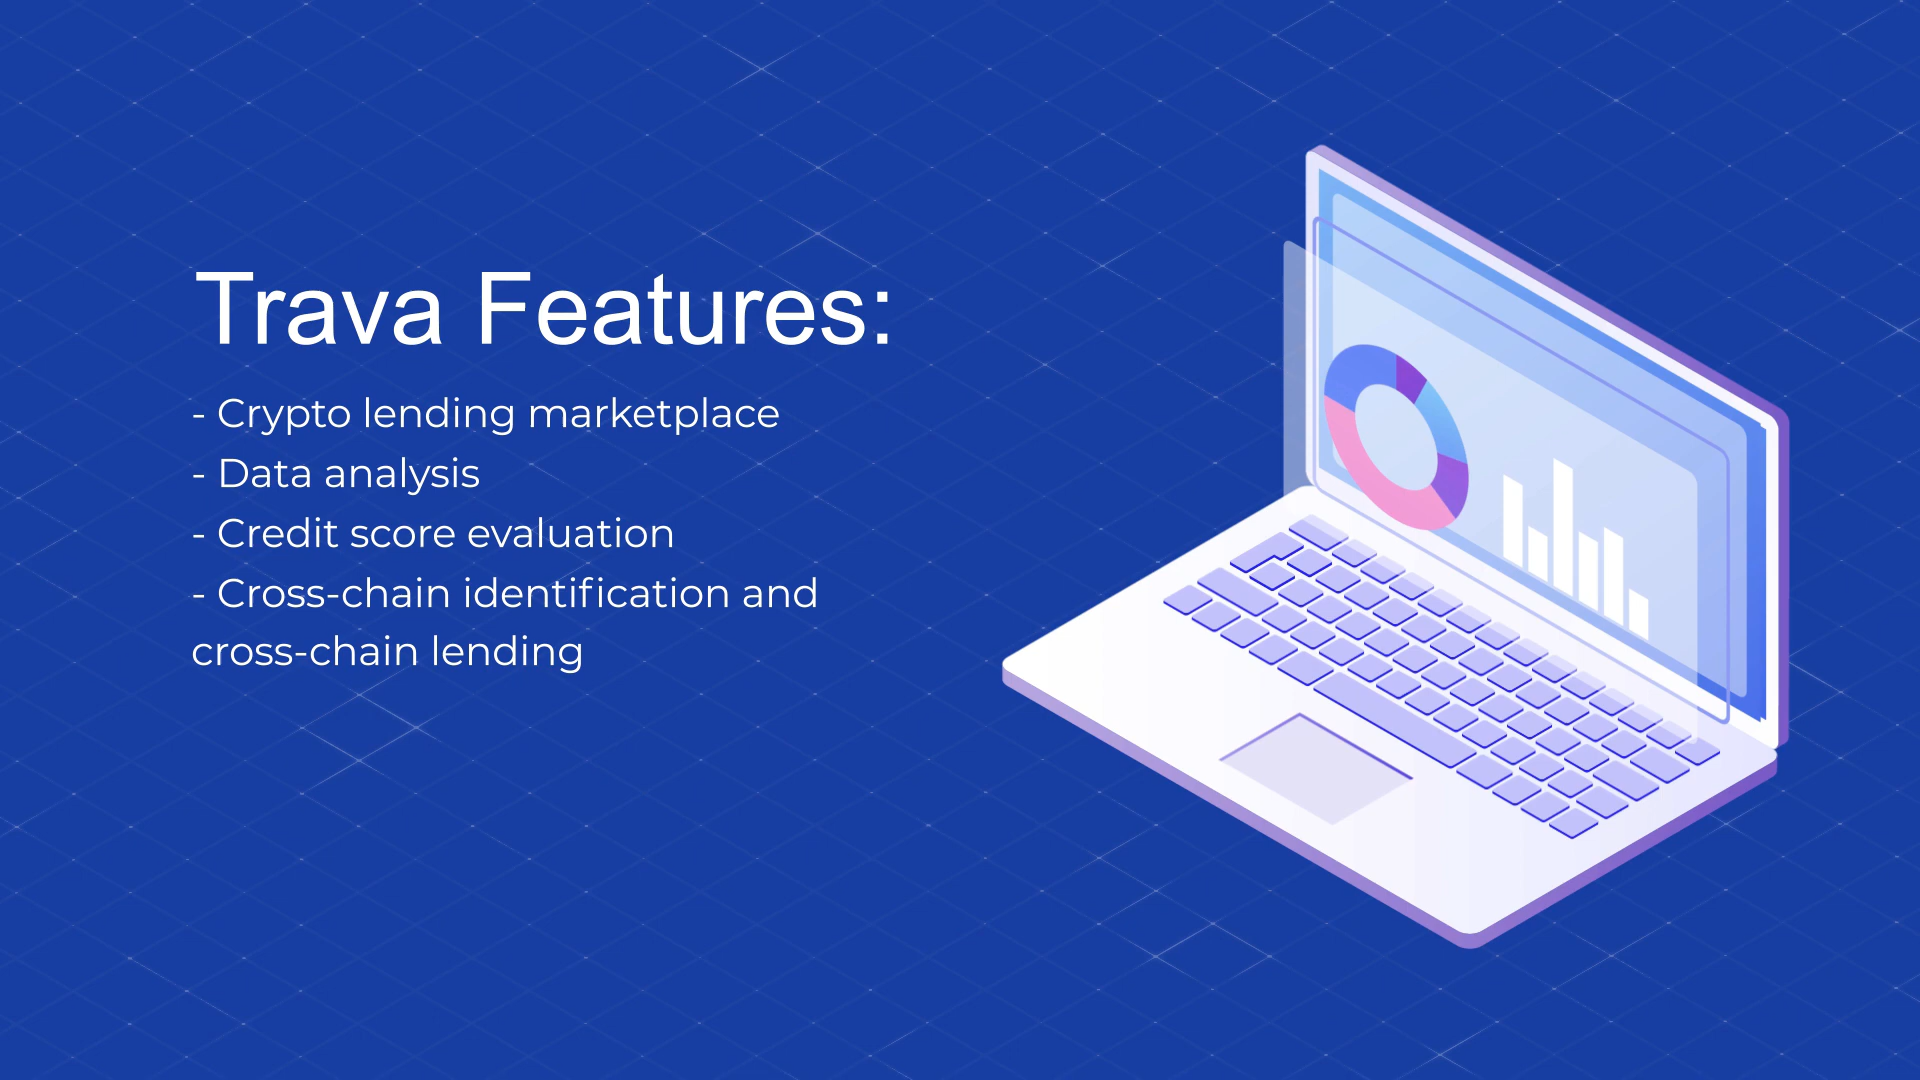 Trava Features:
- Crypto lending marketplace
- Data analysis
- Credit score evaluation
- Cross-chain identification and
cross-chain lending